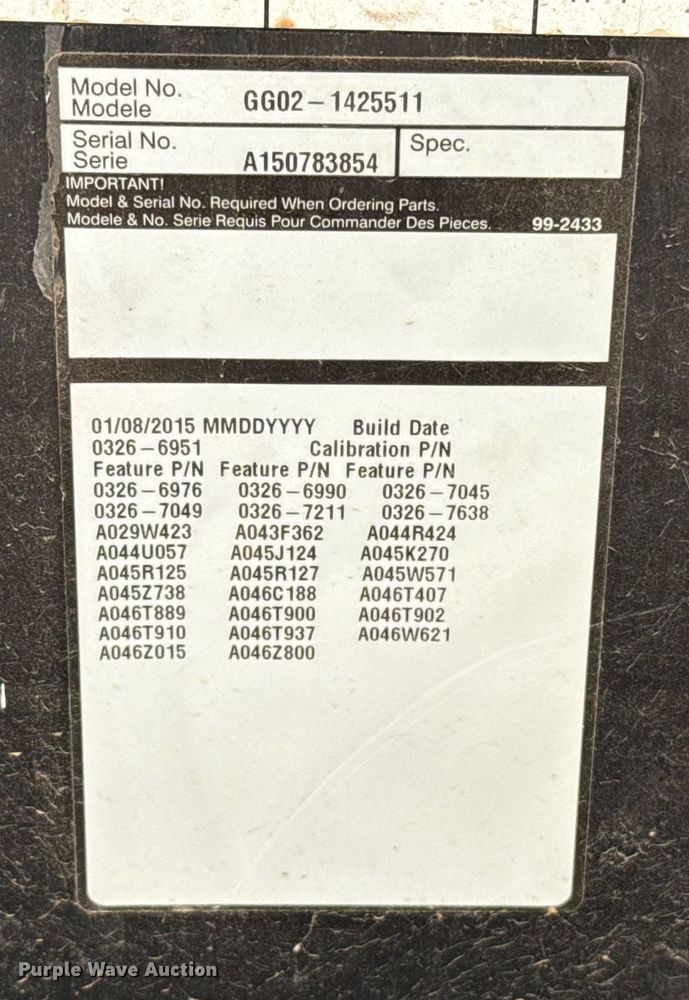 Model No.
Modele
GG02-1425511
Serial No.
Serie
A150783854
Spec.
IMPORTANT!
Model & Serial No. Required When Ordering Parts.
Modele & No. Serie Requis Pour Commander Des Pieces. 99-2433
01/08/2015 MMDDYYYY Build Date
0326-6951 Calibration P/N
Feature P/N Feature P/N Feature P/N
0326-6976 0326-6990 0326-7045
0326-7049 0326-7211 0326-7638
A029W423 A043F362 A044R424
A044U057 A045J124 A045K270
A045R125 A045R127 A045W571
A045Z738 A046C188 A046T407
A046T889 A046T900 A046T902
A046T910 A046T937 A046W621
A046Z015 A046Z800
Purple Wave Auction